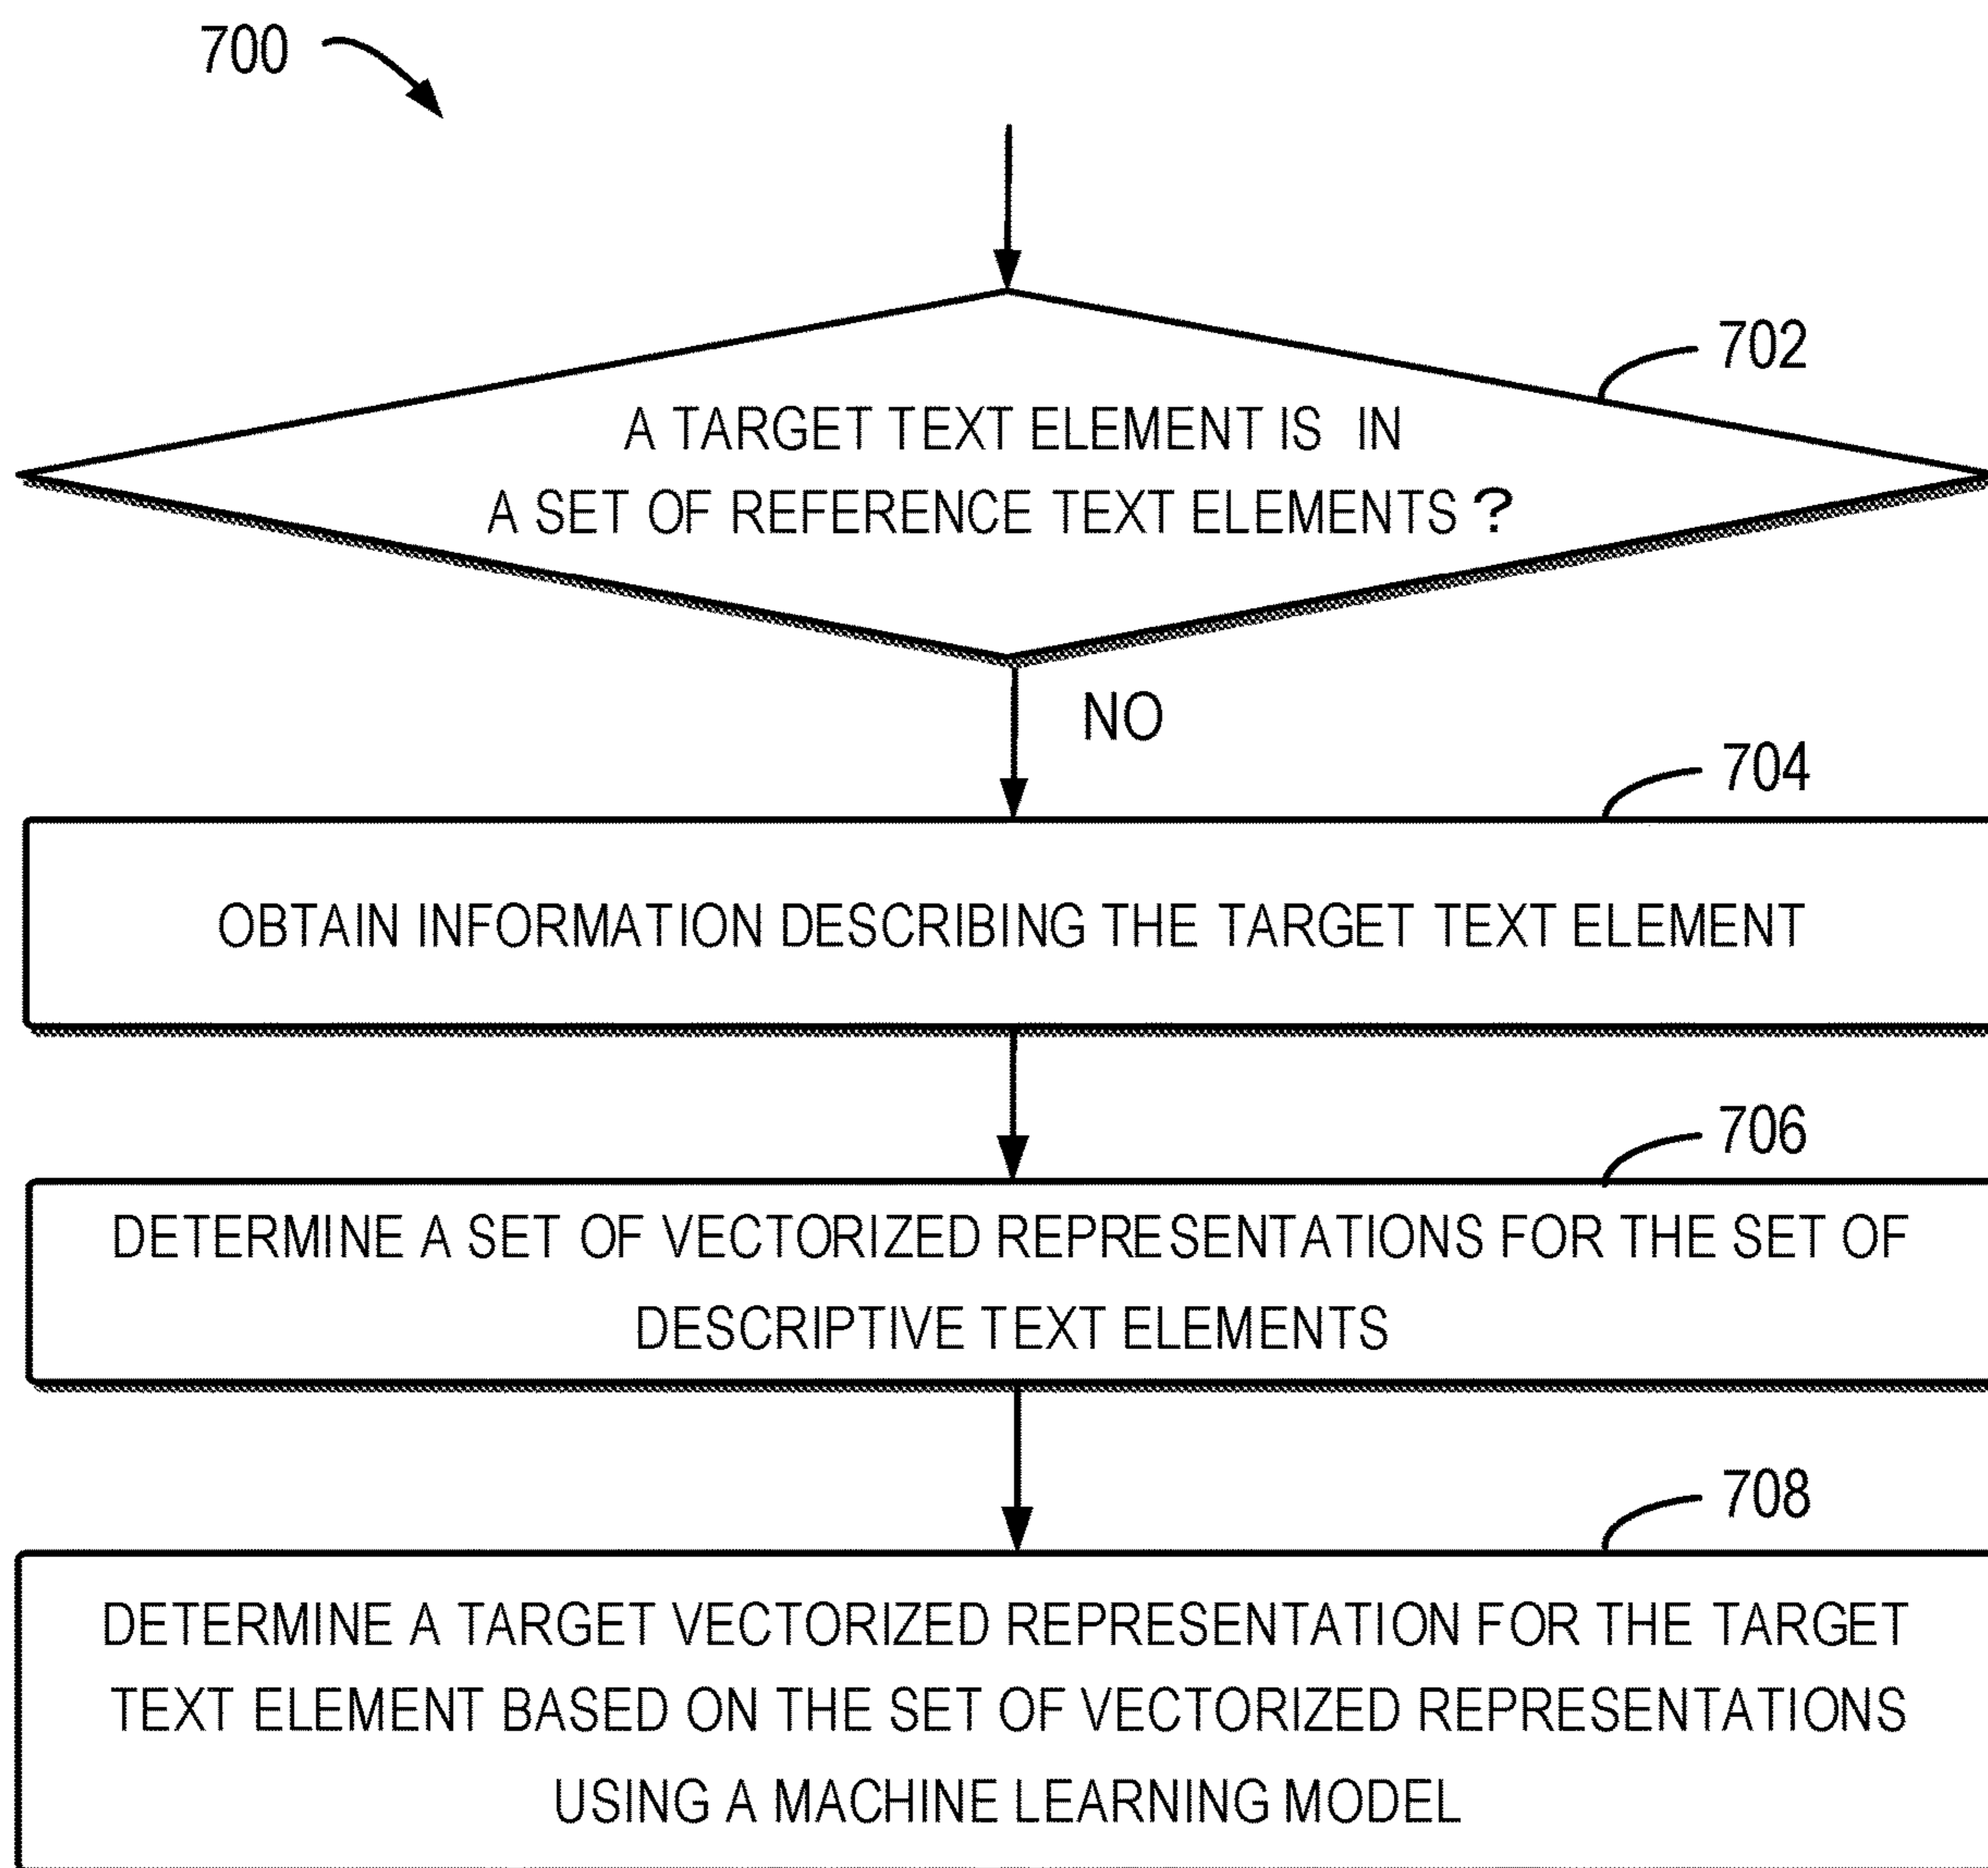 700
702
A TARGET TEXT ELEMENT IS IN
A SET OF REFERENCE TEXT ELEMENTS ?
NO
704
OBTAIN INFORMATION DESCRIBING THE TARGET TEXT ELEMENT
706
DETERMINE A SET OF VECTORIZED REPRESENTATIONS FOR THE SET OF
DESCRIPTIVE TEXT ELEMENTS
708
DETERMINE A TARGET VECTORIZED REPRESENTATION FOR THE TARGET
TEXT ELEMENT BASED ON THE SET OF VECTORIZED REPRESENTATIONS
USING A MACHINE LEARNING MODEL